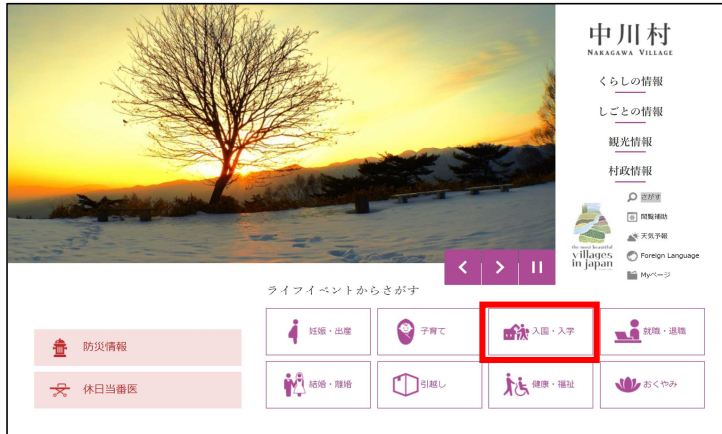 中川村
NAKAGAWA VILLAGE
くらしの情報
しごとの情報
観光情報
村政情報
さがす
閲覧補助
天気予報
Foreign Language
Myページ
the most beautiful
villages
in japan
ライフイベントからさがす
防災情報
休日当番医
妊娠・出産
子育て
入園・入学
就職・退職
結婚・離婚
引越し
健康・福祉
おくやみ